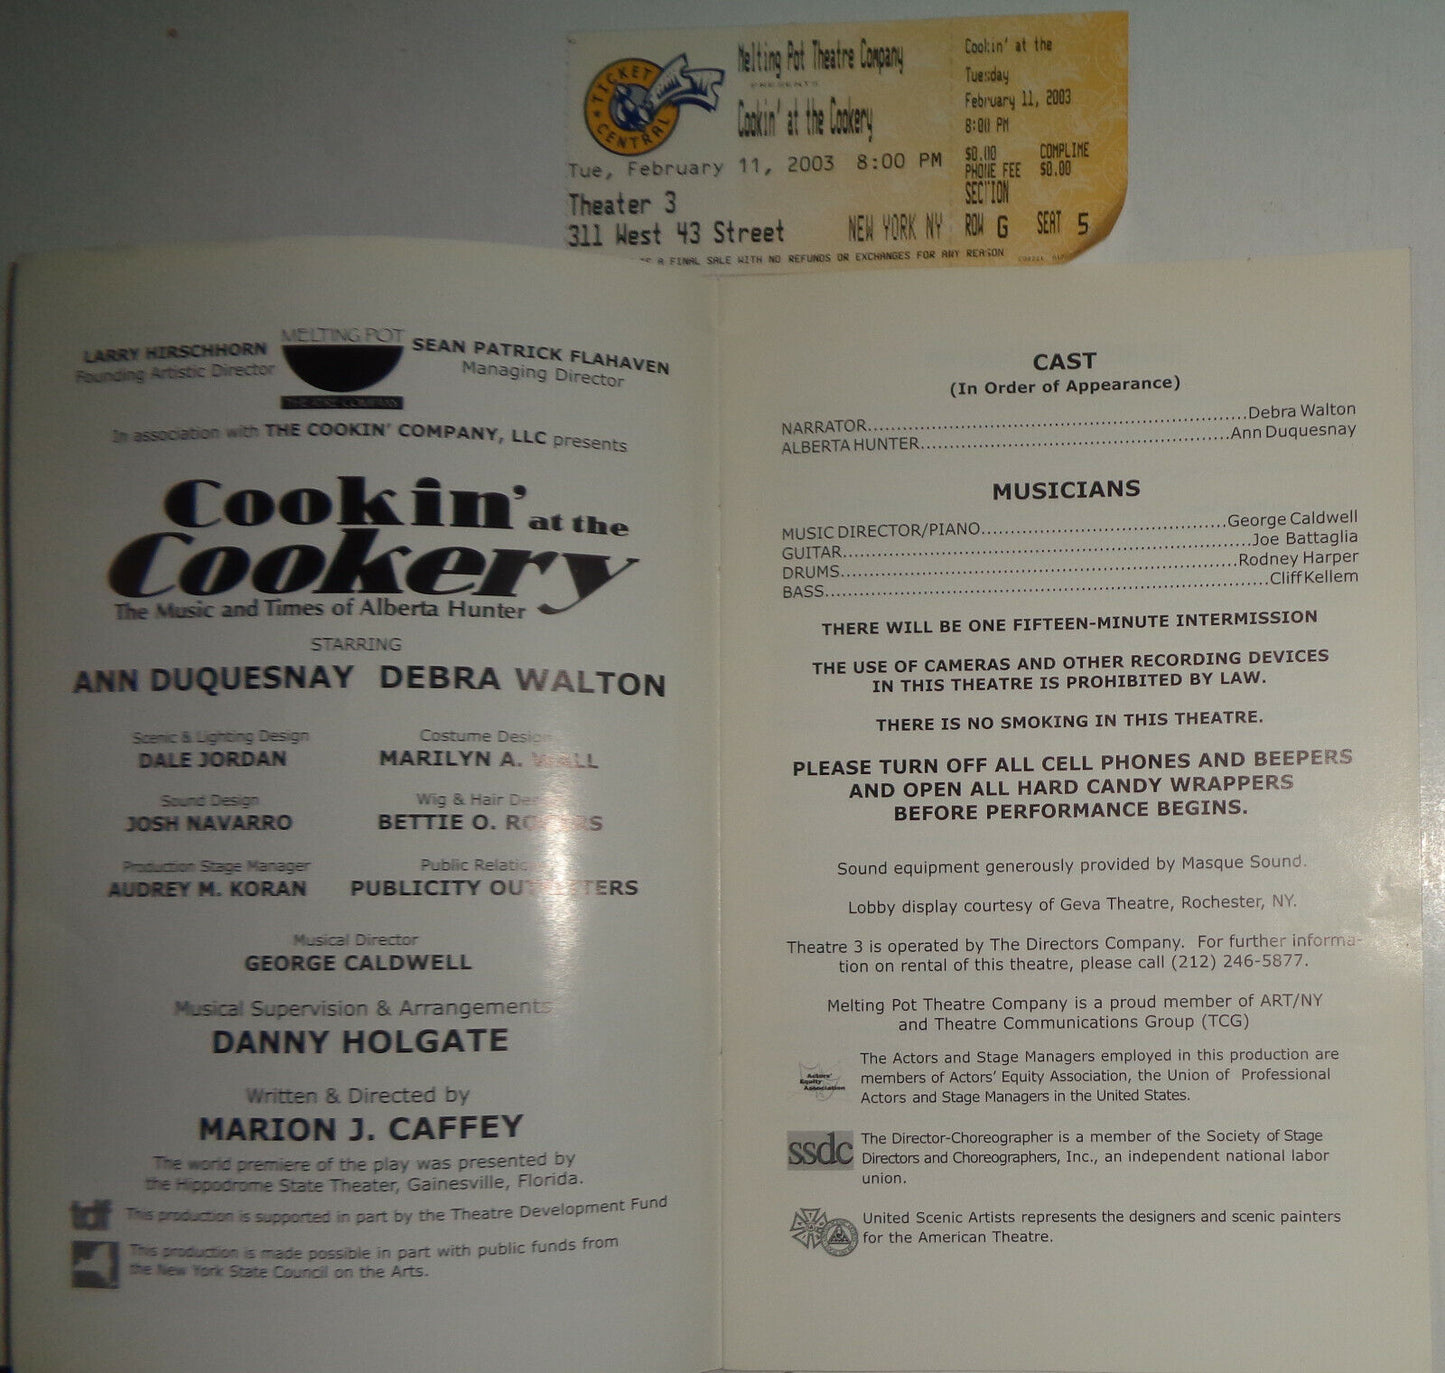 TICKET CENTRAL
Melting Pot Theatre Company
PRESENTS
Cookin' at the Cookery
Tue, February 11, 2003 8:00 PM
Theater 3
311 West 43 Street NEW YORK NY
A FINAL SALE WITH NO REFUNDS OR EXCHANGES FOR ANY REASON
Cookin' at the
Tuesday
February 11, 2003
8:00 PM
$0.00 COMPLIME
PHONE FEE $0.00
SECTION
ROW G SEAT 5
LARRY HIRSCHHORN
Founding Artistic Director
MELTING POT
THEATRE COMPANY
SEAN PATRICK FLAHAVEN
Managing Director
In association with THE COOKIN' COMPANY, LLC presents
Cookin' at the
Cookery
The Music and Times of Alberta Hunter
STARRING
ANN DUQUESNAY DEBRA WALTON
Scenic & Lighting Design
DALE JORDAN
Costume Design
MARILYN A. WALL
Sound Design
JOSH NAVARRO
Wig & Hair
BETTIE O. ROGERS
Production Stage Manager
AUDREY M. KORAN
Public Relations
PUBLICITY OUTFITTERS
Musical Director
GEORGE CALDWELL
Musical Supervision & Arrangements
DANNY HOLGATE
Written & Directed by
MARION J. CAFFEY
The world premiere of the play was presented by
the Hippodrome State Theater, Gainesville, Florida.
tdf This production is supported in part by the Theatre Development Fund
This production is made possible in part with public funds from
the New York State Council on the Arts.
CAST
(In Order of Appearance)
NARRATOR..........Debra Walton
ALBERTA HUNTER..........Ann Duquesnay
MUSICIANS
MUSIC DIRECTOR/PIANO..........George Caldwell
GUITAR..........Joe Battaglia
DRUMS..........Rodney Harper
BASS..........Cliff Kellem
THERE WILL BE ONE FIFTEEN-MINUTE INTERMISSION
THE USE OF CAMERAS AND OTHER RECORDING DEVICES
IN THIS THEATRE IS PROHIBITED BY LAW.
THERE IS NO SMOKING IN THIS THEATRE.
PLEASE TURN OFF ALL CELL PHONES AND BEEPERS
AND OPEN ALL HARD CANDY WRAPPERS
BEFORE PERFORMANCE BEGINS.
Sound equipment generously provided by Masque Sound.
Lobby display courtesy of Geva Theatre, Rochester, NY.
Theatre 3 is operated by The Directors Company. For further informa-
tion on rental of this theatre, please call (212) 246-5877.
Melting Pot Theatre Company is a proud member of ART/NY
and Theatre Communications Group (TCG)
Actors'
Equity
Association
The Actors and Stage Managers employed in this production are
members of Actors' Equity Association, the Union of Professional
Actors and Stage Managers in the United States.
ssdc
The Director-Choreographer is a member of the Society of Stage
Directors and Choreographers, Inc., an independent national labor
union.
United Scenic Artists represents the designers and scenic painters
for the American Theatre.